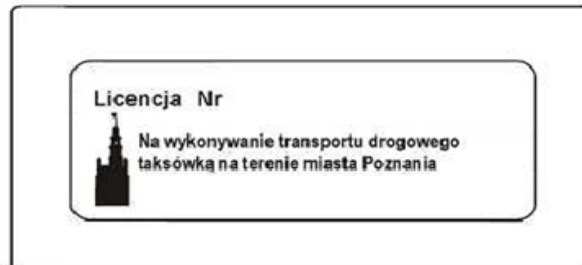 Licencja Nr
Na wykonywanie transportu drogowego
taksówką na terenie miasta Poznania